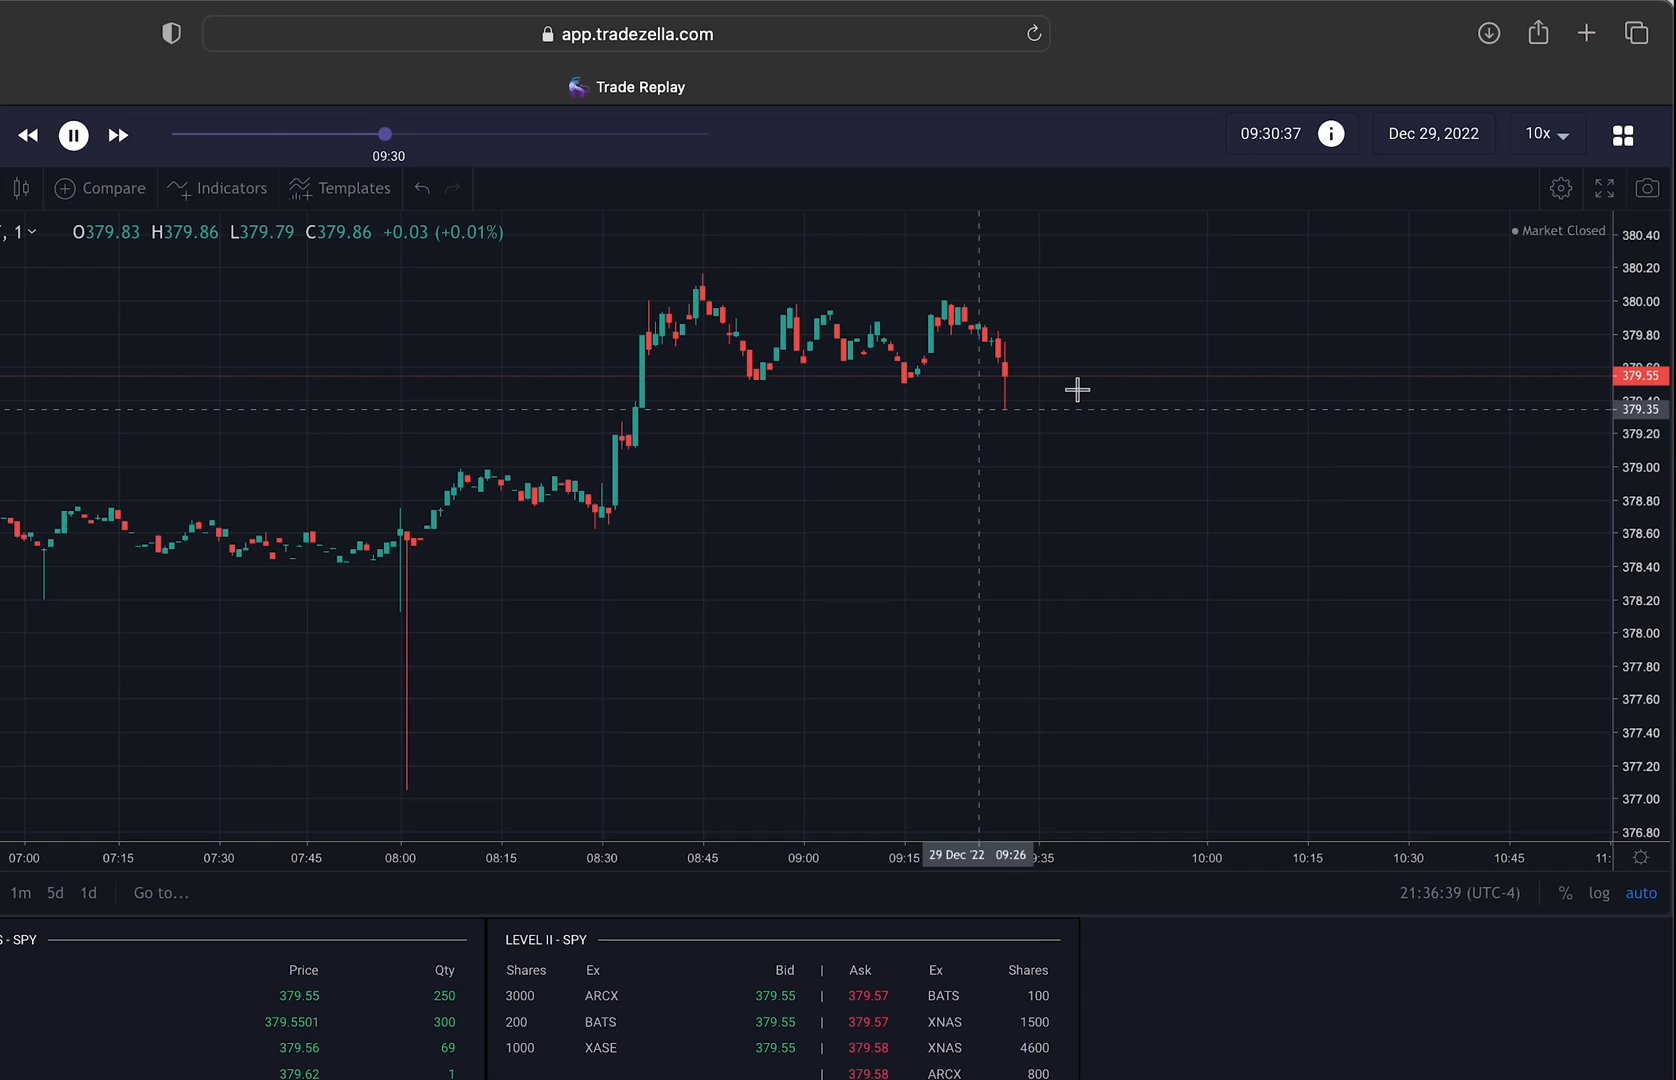 app.tradezella.com
Trade Replay
09:30
09:30:37
Dec 29, 2022
10x
Compare
Indicators
Templates
, 1
O379.83 H379.86 L379.79 C379.86 +0.03 (+0.01%)
Market Closed
380.40
380.20
380.00
379.80
379.55
379.35
379.20
379.00
378.80
378.60
378.40
378.20
378.00
377.80
377.60
377.40
377.20
377.00
376.80
07:00 07:15 07:30 07:45 08:00 08:15 08:30 08:45 09:00 09:15 29 Dec '22 09:26 9:35 10:00 10:15 10:30 10:45 11:
1m 5d 1d Go to... 21:36:39 (UTC-4) % log auto
S - SPY
Price Qty
379.55 250
379.5501 300
379.56 69
379.62 1
LEVEL II - SPY
Shares Ex Bid | Ask Ex Shares
3000 ARCX 379.55 | 379.57 BATS 100
200 BATS 379.55 | 379.57 XNAS 1500
1000 XASE 379.55 | 379.58 XNAS 4600
| 379.58 ARCX 800